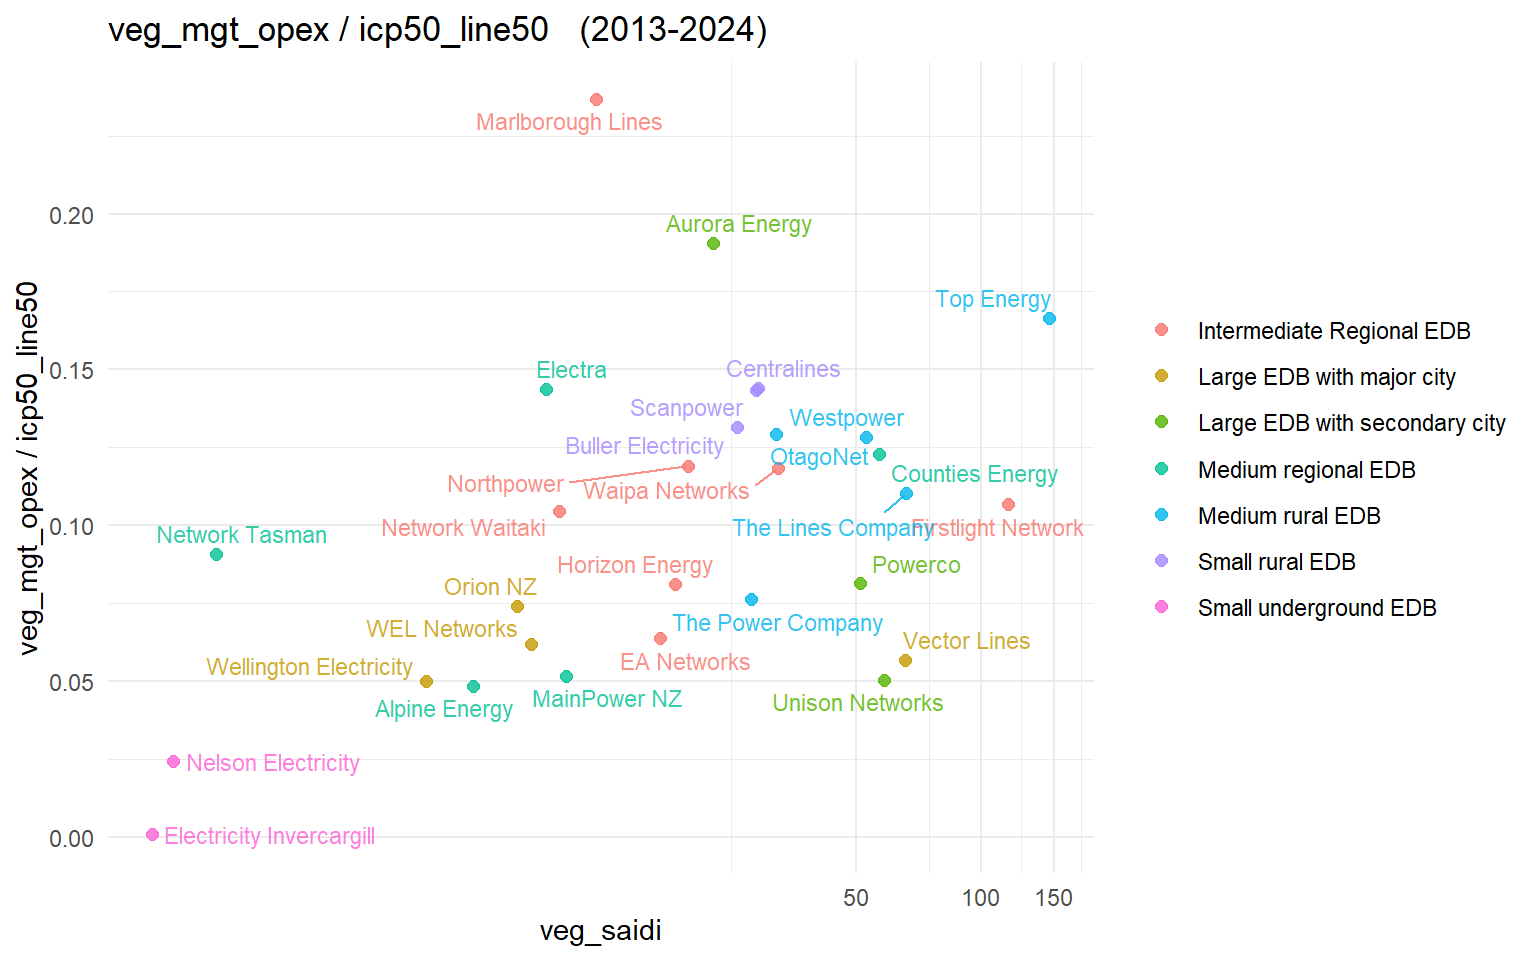 veg_mgt_opex / icp50_line50   (2013-2024)
Marlborough Lines
Aurora Energy
0.20
Top Energy
Electra
Centralines
0.15
Scanpower
Westpower
Buller Electricity
OtagoNet
Counties Energy
Northpower
Waipa Networks
Network Waitaki
The Lines Company
Firstlight Network
0.10
Network Tasman
Horizon Energy
Powerco
Orion NZ
The Power Company
WEL Networks
Vector Lines
EA Networks
Wellington Electricity
0.05
MainPower NZ
Unison Networks
Alpine Energy
Nelson Electricity
Electricity Invercargill
0.00
50
100
150
veg_saidi
veg_mgt_opex / icp50_line50
Intermediate Regional EDB
Large EDB with major city
Large EDB with secondary city
Medium regional EDB
Medium rural EDB
Small rural EDB
Small underground EDB